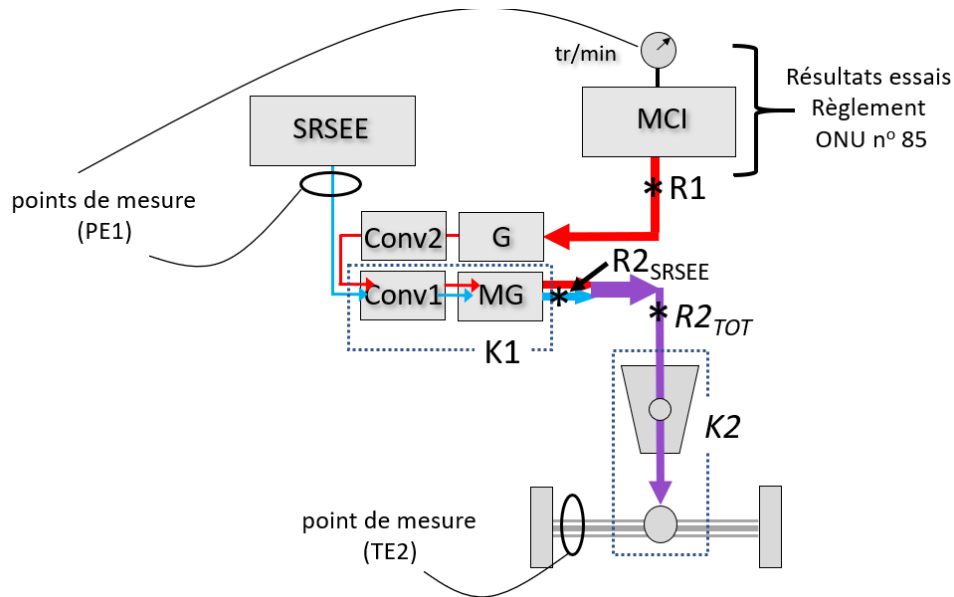 tr/min
Résultats essais
Règlement
ONU nº 85
SRSEE
MCI
R1
points de mesure
(PE1)
Conv2
G
R2SRSEE
Conv1
MG
R2TOT
K1
K2
point de mesure
(TE2)